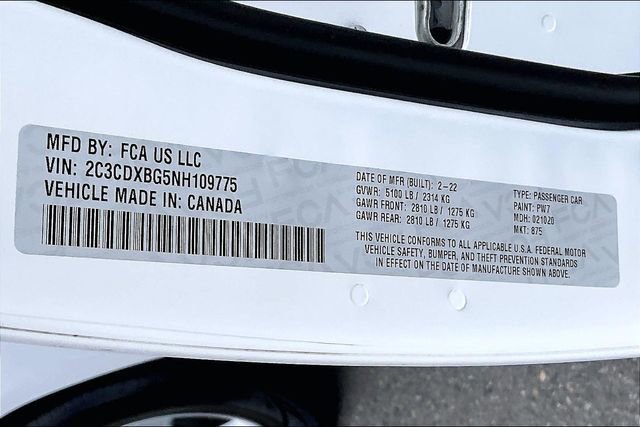 MFD BY: FCA US LLC
VIN: 2C3CDXBG5NH109775
VEHICLE MADE IN: CANADA
DATE OF MFR (BUILT): 2-22
GVWR: 5100 LB / 2314 KG
GAWR FRONT: 2810 LB / 1275 KG
GAWR REAR: 2810 LB / 1275 KG
TYPE: PASSENGER CAR
PAINT: PW7
MDH: 021020
MKT: 875
THIS VEHICLE CONFORMS TO ALL APPLICABLE U.S.A. FEDERAL MOTOR
VEHICLE SAFETY, BUMPER, AND THEFT PREVENTION STANDARDS
IN EFFECT ON THE DATE OF MANUFACTURE SHOWN ABOVE.